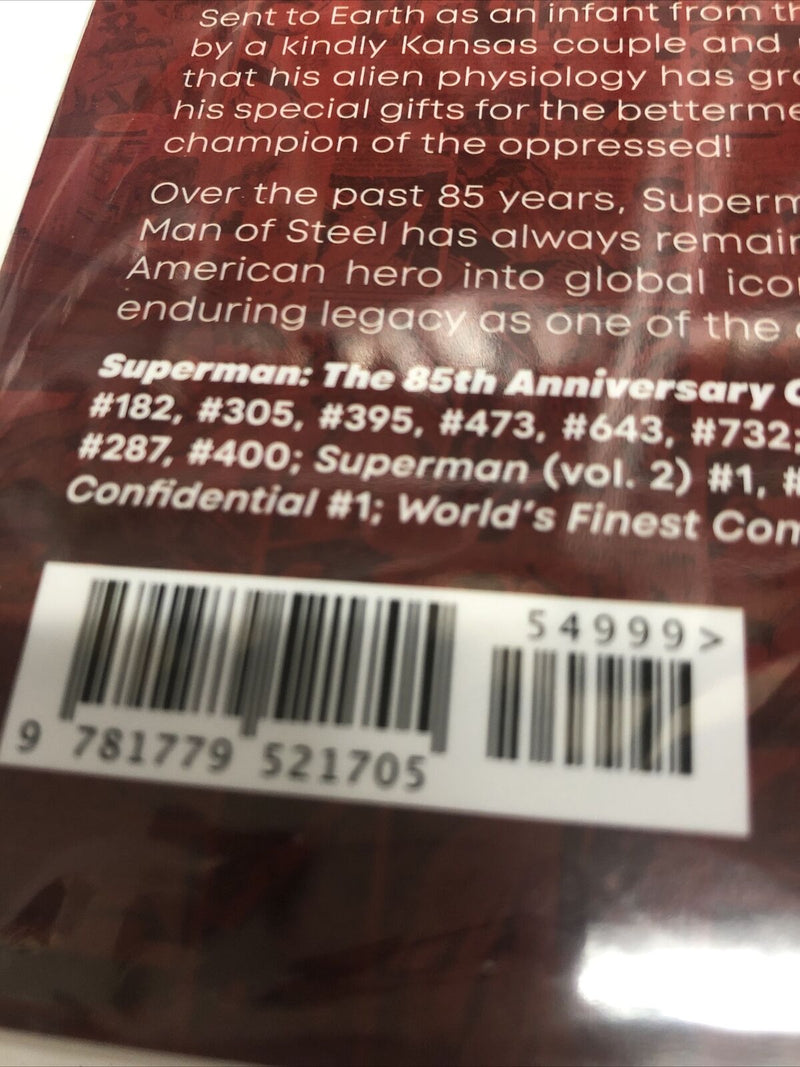 Sent to Earth as an infant from th
by a kindly Kansas couple and
that his alien physiology has gr
his special gifts for the betterme
champion of the oppressed!
Over the past 85 years, Superm
Man of Steel has always remain
American hero into global ico
enduring legacy as one of the
Superman: The 85th Anniversary C
#182, #305, #395, #473, #643, #732;
#287, #400; Superman (vol. 2) #1, #
Confidential #1; World's Finest Com
54999>
9 781779 521705